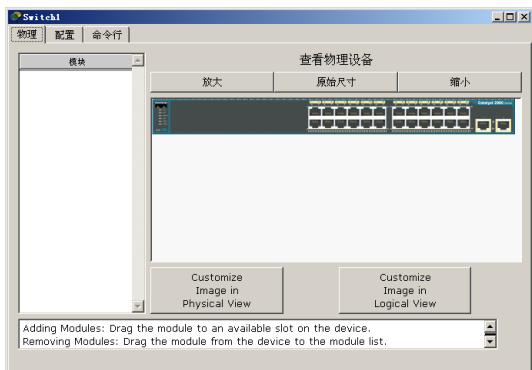 Switch1
物理 配置 命令行
模块
查看物理设备
放大 原始尺寸 缩小
Catalyst 2960
Customize
Image in
Physical View
Customize
Image in
Logical View
Adding Modules: Drag the module to an available slot on the device.
Removing Modules: Drag the module from the device to the module list.